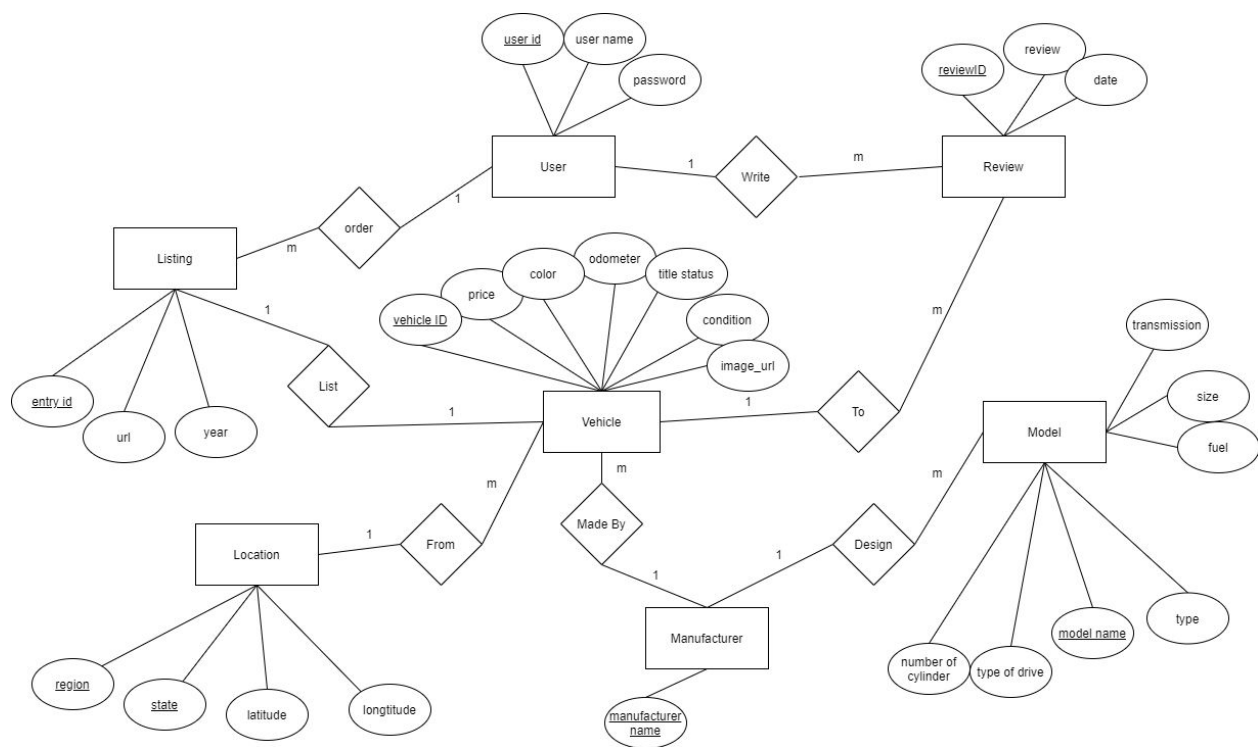 user id
user name
password
reviewID
review
date
User
1
Write
m
Review
order
1
m
Listing
1
List
1
entry id
url
year
vehicle ID
price
color
odometer
title status
condition
image_url
Vehicle
1
To
m
transmission
size
fuel
Model
m
m
Made By
1
From
m
1
Location
region
state
latitude
longtitude
Design
1
Manufacturer
manufacturer
name
number of
cylinder
type of drive
model name
type